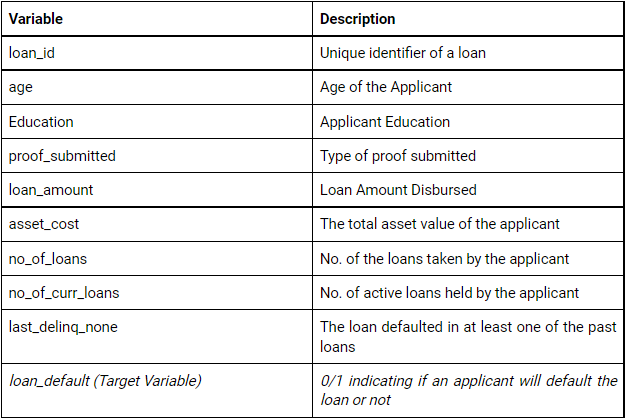 Variable Description
loan_id Unique identifier of a loan
age Age of the Applicant
Education Applicant Education
proof_submitted Type of proof submitted
loan_amount Loan Amount Disbursed
asset_cost The total asset value of the applicant
no_of_loans No. of the loans taken by the applicant
no_of_curr_loans No. of active loans held by the applicant
last_delinq_none The loan defaulted in at least one of the past
loans
loan_default (Target Variable) 0/1 indicating if an applicant will default the
loan or not